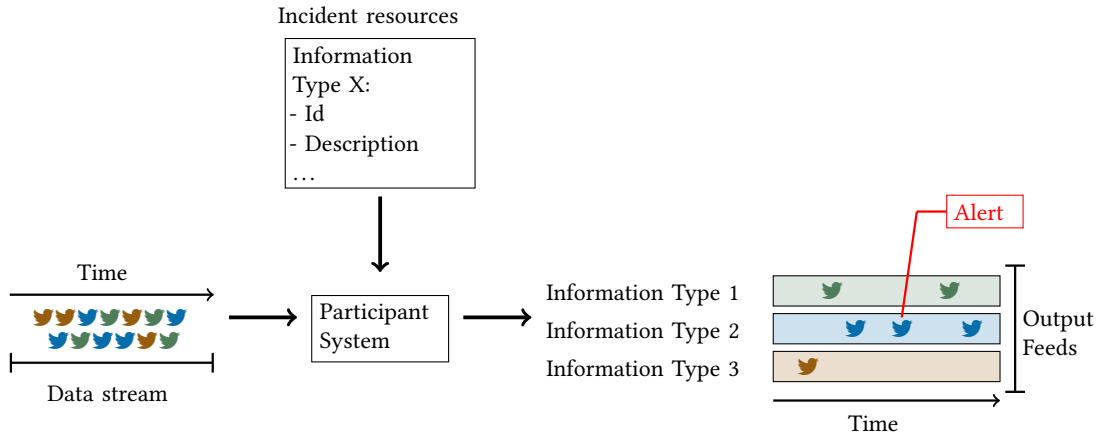 Incident resources
Information
Type X:
- Id
- Description
…
Alert
Time
Data stream
Participant
System
Information Type 1
Information Type 2
Information Type 3
Output
Feeds
Time